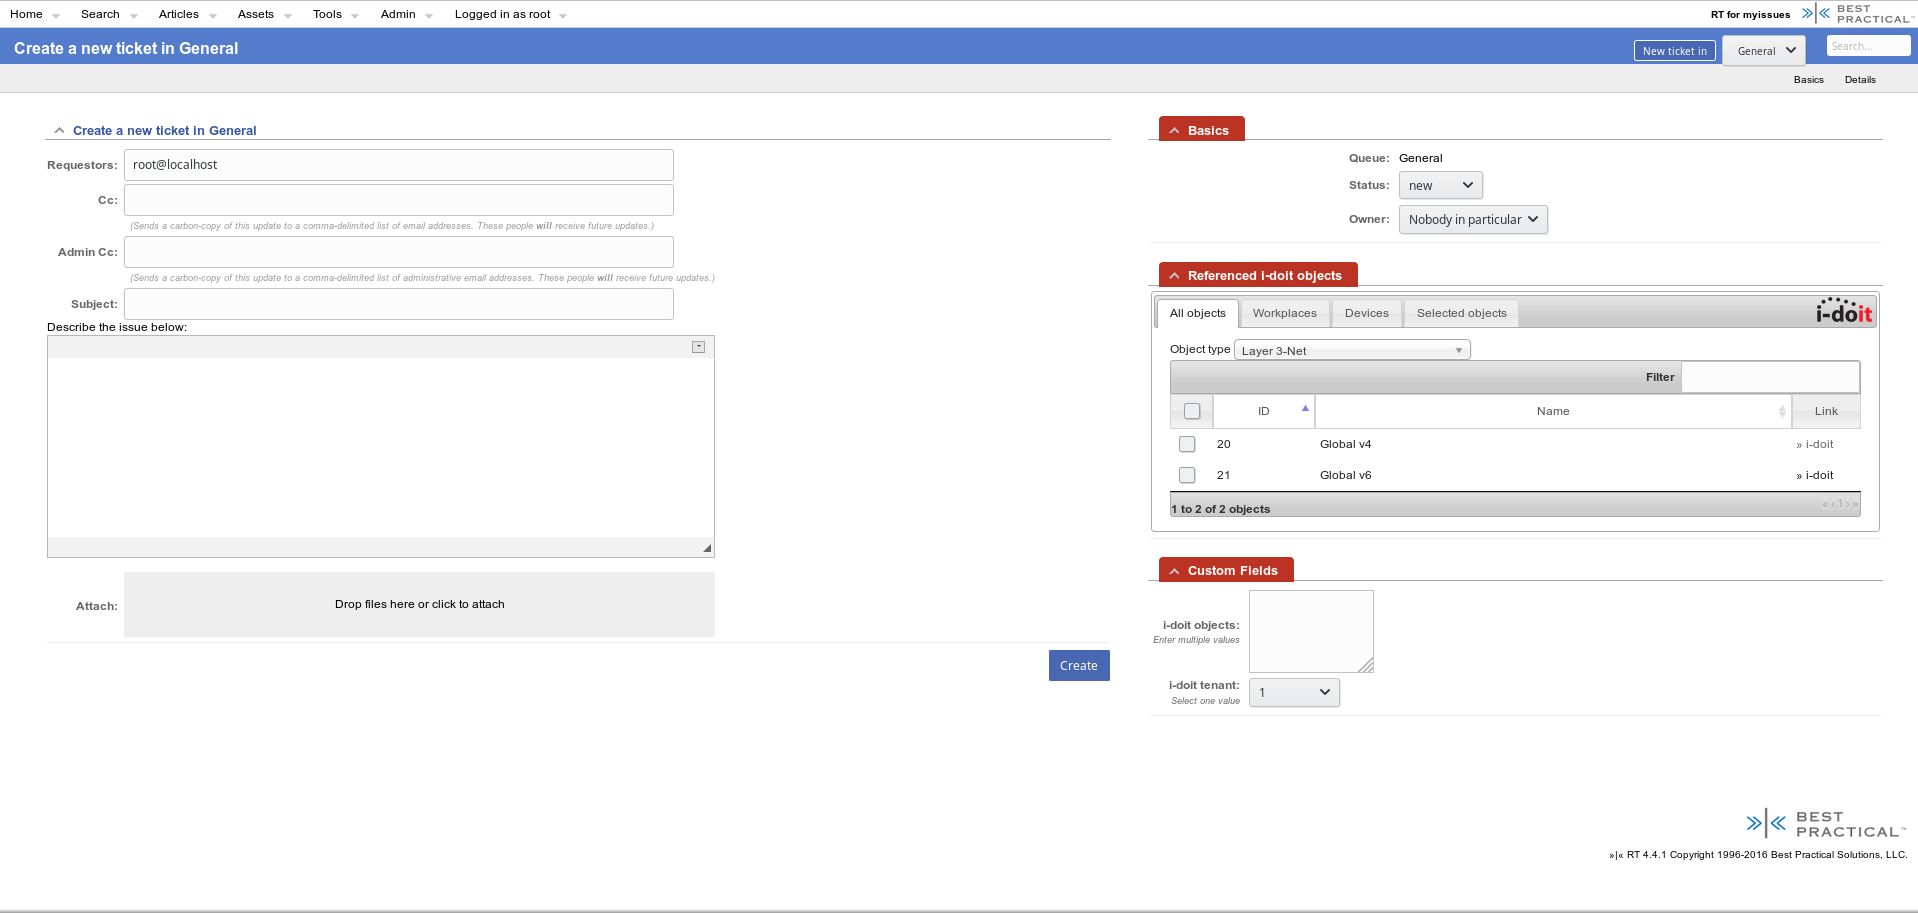 Home Search Articles Assets Tools Admin Logged in as root
RT for myissues
BEST
PRACTICAL™
Create a new ticket in General
New ticket in General Search...
Basics Details
Create a new ticket in General
Requestors: root@localhost
Cc:
(Sends a carbon-copy of this update to a comma-delimited list of email addresses. These people will receive future updates.)
Admin Cc:
(Sends a carbon-copy of this update to a comma-delimited list of administrative email addresses. These people will receive future updates.)
Subject:
Describe the issue below:
Attach: Drop files here or click to attach
Create
Basics
Queue: General
Status: new
Owner: Nobody in particular
Referenced i-doit objects
All objects Workplaces Devices Selected objects i-doit
Object type Layer 3-Net
Filter
ID Name Link
20 Global v4 » i-doit
21 Global v6 » i-doit
1 to 2 of 2 objects « ‹ 1 › »
Custom Fields
i-doit objects:
Enter multiple values
i-doit tenant: 1
Select one value
BEST
PRACTICAL™
»|« RT 4.4.1 Copyright 1996-2016 Best Practical Solutions, LLC.